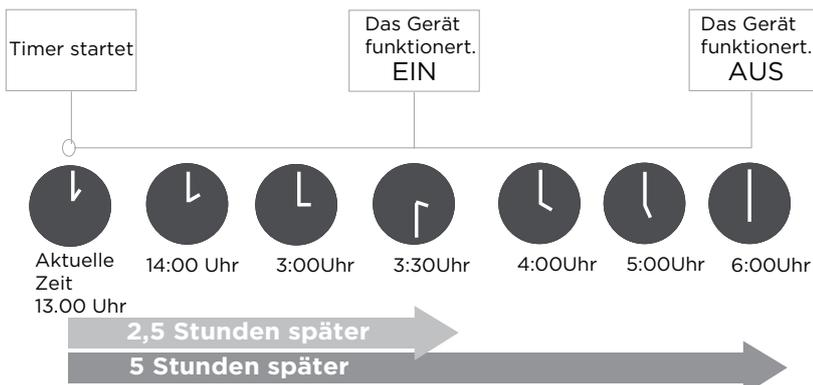 Timer startet
Das Gerät
funktionert.
EIN
Das Gerät
funktionert.
AUS
Aktuelle
Zeit
13.00 Uhr
14:00 Uhr
3:00Uhr
3:30Uhr
4:00Uhr
5:00Uhr
6:00Uhr
2,5 Stunden später
5 Stunden später